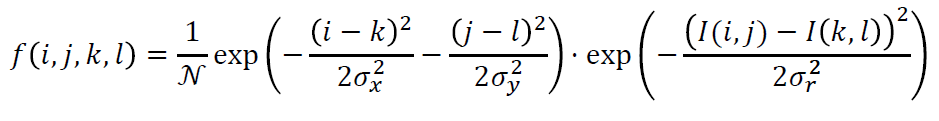 f(i, j, k, l) = \frac{1}{\mathcal{N}} \exp\left(-\frac{(i-k)^2}{2\sigma_x^2} - \frac{(j-l)^2}{2\sigma_y^2}\right) \cdot \exp\left(-\frac{\left(I(i,j) - I(k,l)\right)^2}{2\sigma_r^2}\right)